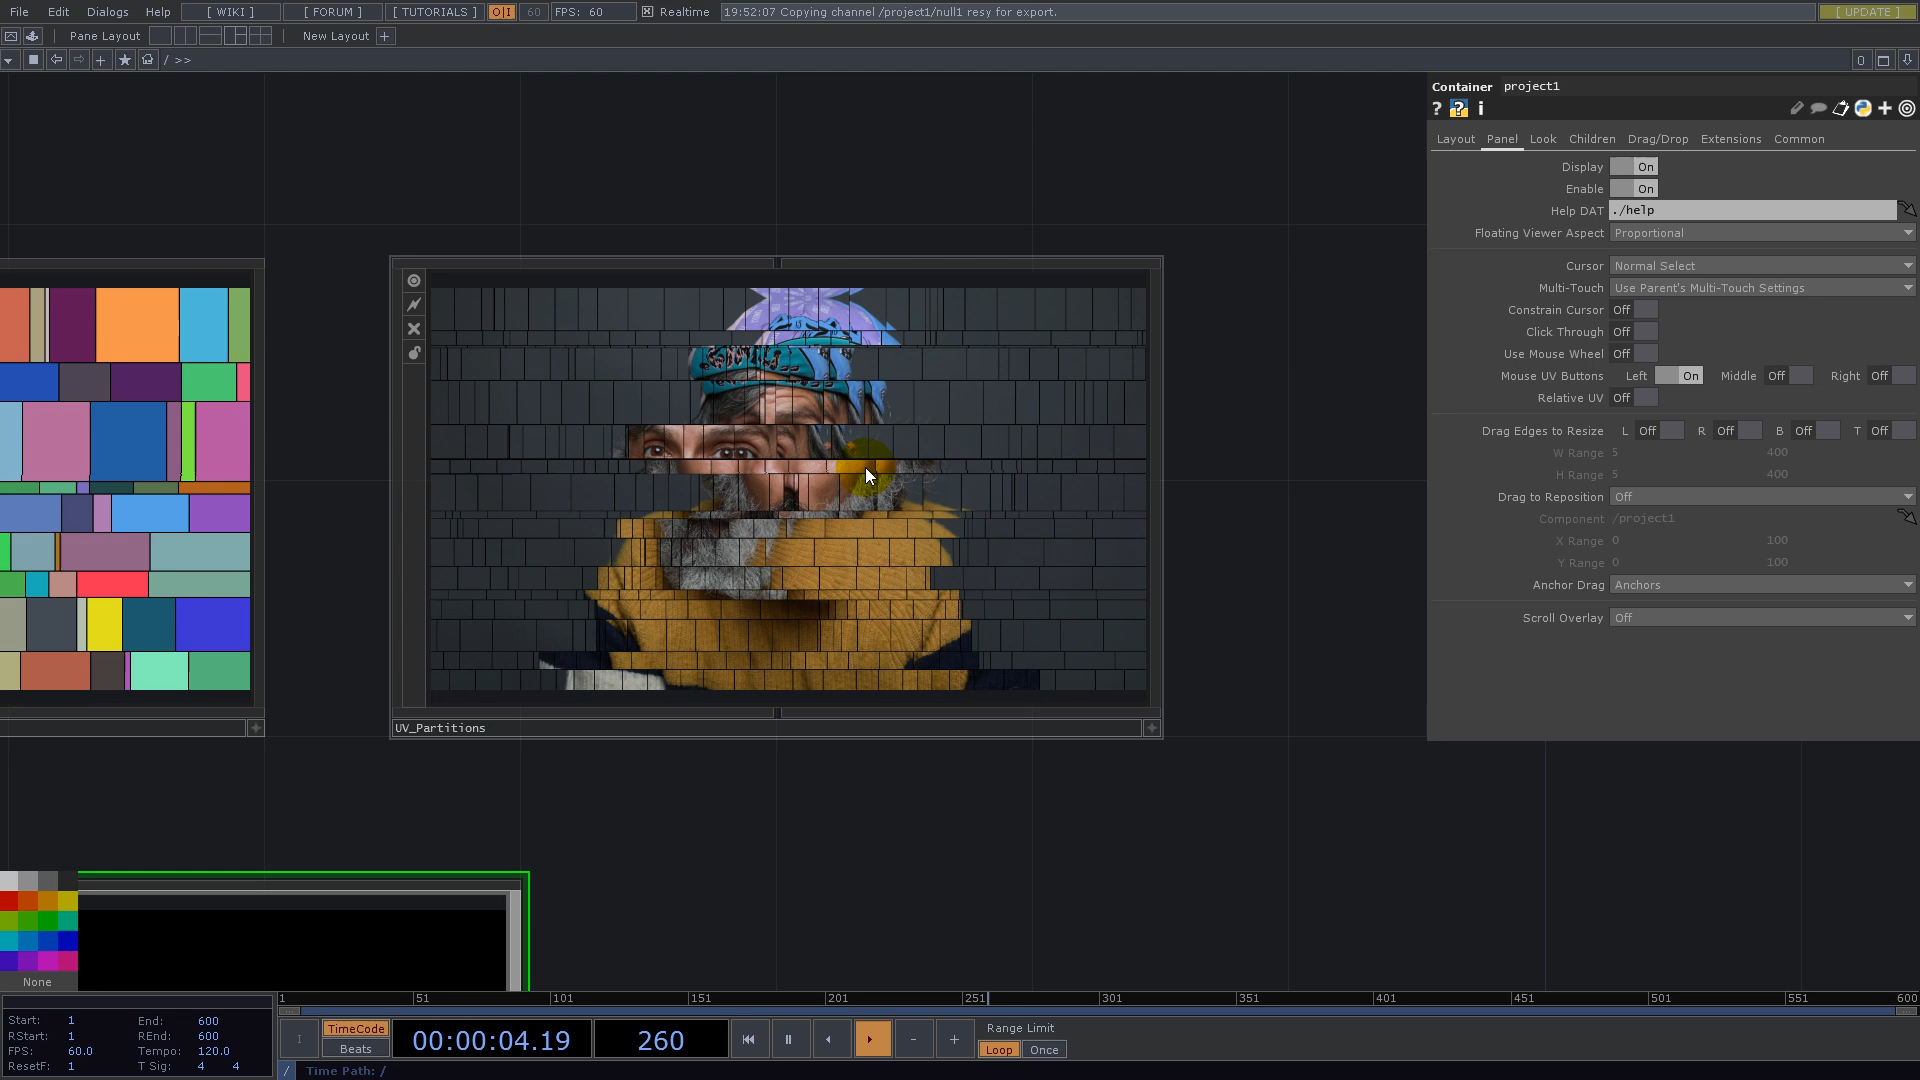 File Edit Dialogs Help [ WIKI ] [ FORUM ] [ TUTORIALS ] O|I 60 FPS: 60 Realtime 19:52:07 Copying channel /project1/null1 resy for export. [ UPDATE ]
Pane Layout New Layout +
/ >> 0
Container project1
? ? i
Layout Panel Look Children Drag/Drop Extensions Common
Display On
Enable On
Help DAT ./help
Floating Viewer Aspect Proportional
Cursor Normal Select
Multi-Touch Use Parent's Multi-Touch Settings
Constrain Cursor Off
Click Through Off
Use Mouse Wheel Off
Mouse UV Buttons Left On Middle Off Right Off
Relative UV Off
Drag Edges to Resize L Off R Off B Off T Off
W Range 5 400
H Range 5 400
Drag to Reposition Off
Component /project1
X Range 0 100
Y Range 0 100
Anchor Drag Anchors
Scroll Overlay Off
UV_Partitions
None
1 51 101 151 201 251 301 351 401 451 501 551 600
Start: 1 End: 600
RStart: 1 REnd: 600
FPS: 60.0 Tempo: 120.0
ResetF: 1 T Sig: 4 4
TimeCode
Beats
00:00:04.19
260
Range Limit
Loop Once
/ Time Path: /